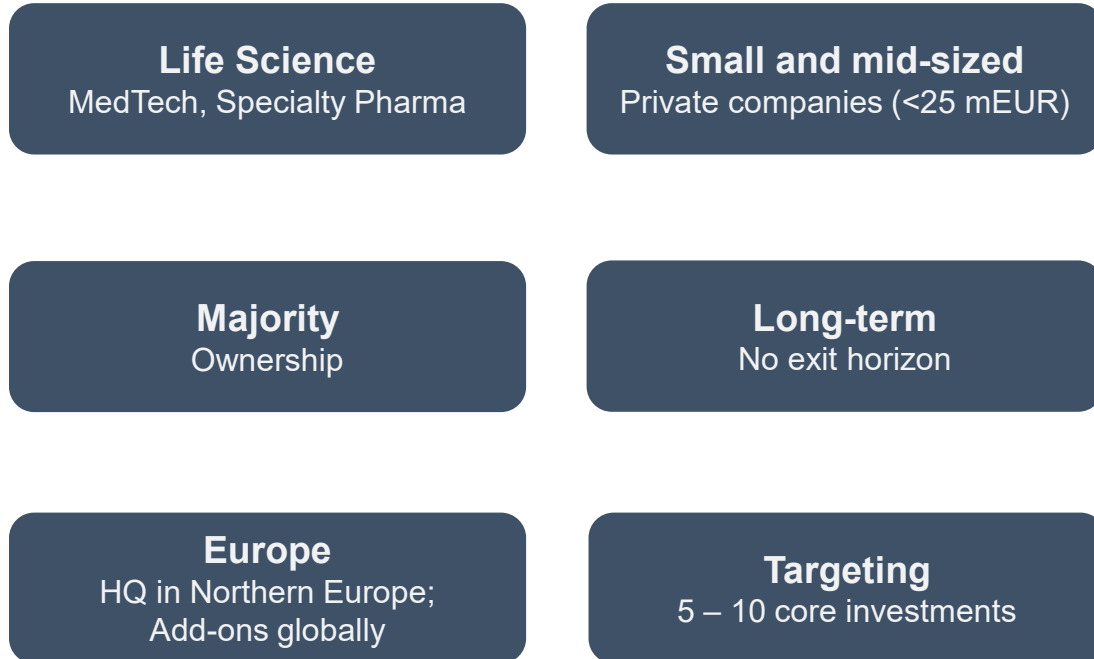 Life Science
MedTech, Specialty Pharma
Small and mid-sized
Private companies (<25 mEUR)
Majority
Ownership
Long-term
No exit horizon
Europe
HQ in Northern Europe;
Add-ons globally
Targeting
5 – 10 core investments